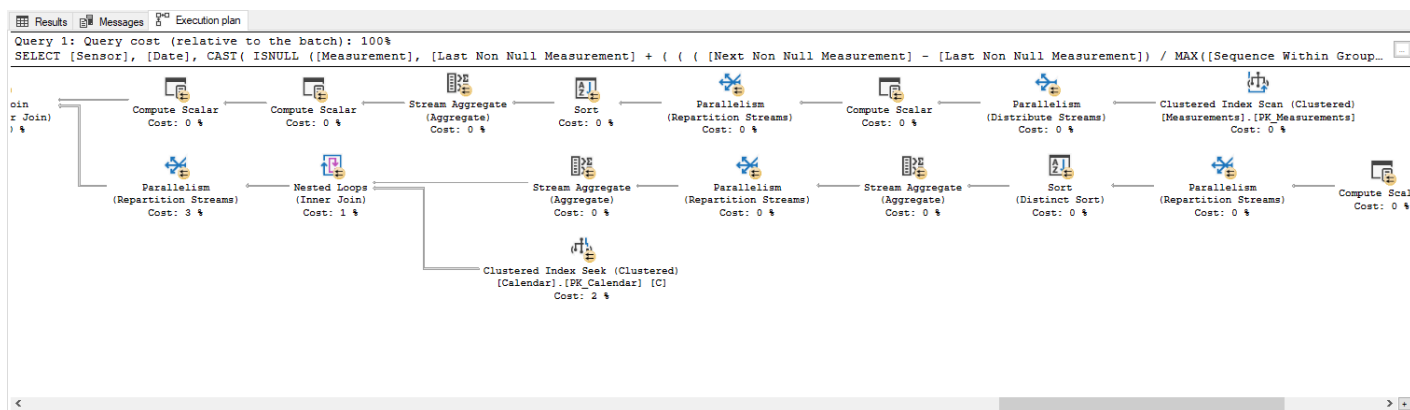 Results Messages Execution plan
Query 1: Query cost (relative to the batch): 100%
SELECT [Sensor], [Date], CAST( ISNULL ([Measurement], [Last Non Null Measurement] + ( ( ( [Next Non Null Measurement] - [Last Non Null Measurement]) / MAX([Sequence Within Group... ...
oin
r Join)
) %
Compute Scalar
Cost: 0 %
Compute Scalar
Cost: 0 %
Stream Aggregate
(Aggregate)
Cost: 0 %
Sort
Cost: 0 %
Parallelism
(Repartition Streams)
Cost: 0 %
Compute Scalar
Cost: 0 %
Parallelism
(Distribute Streams)
Cost: 0 %
Clustered Index Scan (Clustered)
[Measurements].[PK_Measurements]
Cost: 0 %
Parallelism
(Repartition Streams)
Cost: 3 %
Nested Loops
(Inner Join)
Cost: 1 %
Stream Aggregate
(Aggregate)
Cost: 0 %
Parallelism
(Repartition Streams)
Cost: 0 %
Stream Aggregate
(Aggregate)
Cost: 0 %
Sort
(Distinct Sort)
Cost: 0 %
Parallelism
(Repartition Streams)
Cost: 0 %
Compute Scal
Cost: 0 %
Clustered Index Seek (Clustered)
[Calendar].[PK_Calendar] [C]
Cost: 2 %